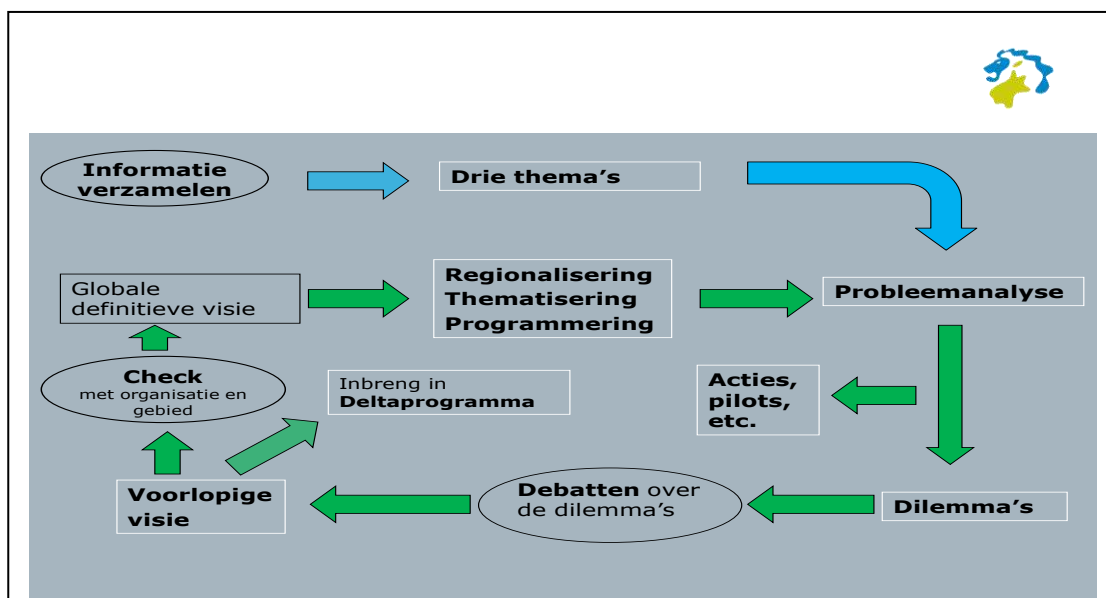 Informatie
verzamelen
Drie thema's
Globale
definitieve visie
Regionalisering
Thematisering
Programmering
Probleemanalyse
Check
met organisatie en
gebied
Inbreng in
Deltaprogramma
Acties,
pilots,
etc.
Voorlopige
visie
Debatten over
de dilemma's
Dilemma's